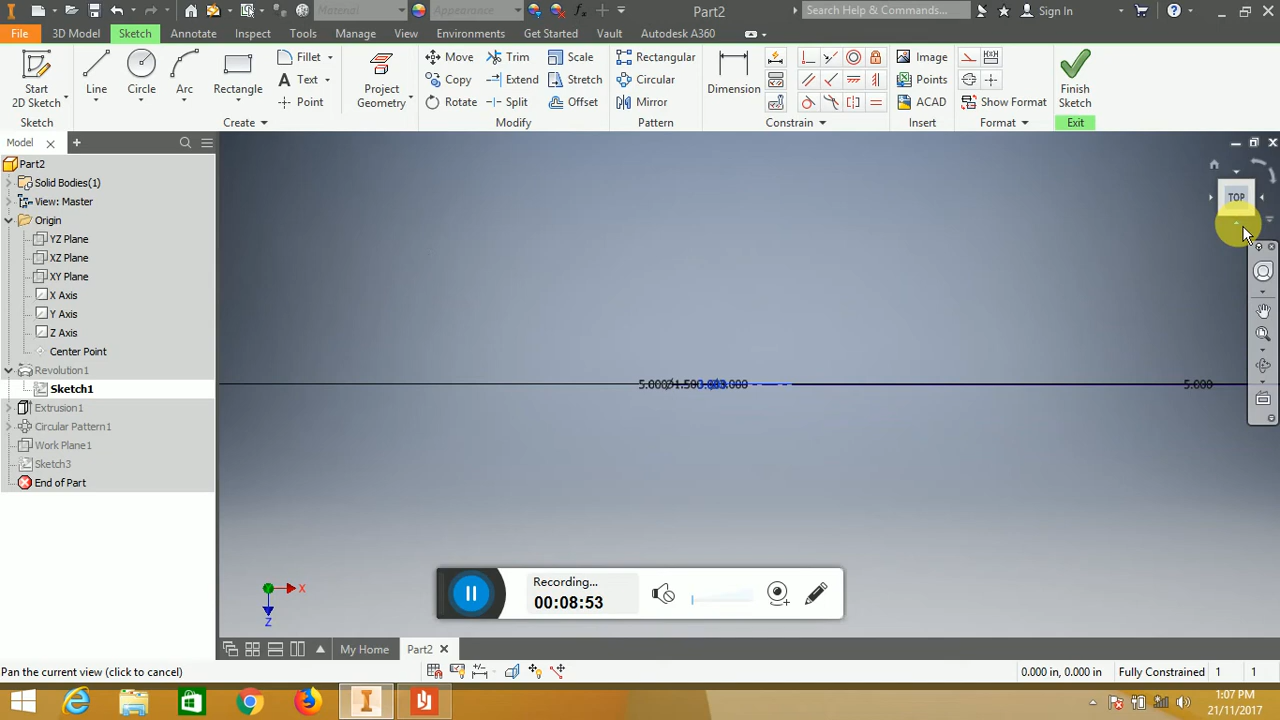 Material
Appearance
Part2
Search Help & Commands...
Sign In
File
3D Model
Sketch
Annotate
Inspect
Tools
Manage
View
Environments
Get Started
Vault
Autodesk A360
Start
2D Sketch
Line
Circle
Arc
Rectangle
Fillet
Text
Point
Project
Geometry
Move
Copy
Rotate
Trim
Extend
Split
Scale
Stretch
Offset
Rectangular
Circular
Mirror
Dimension
Image
Points
ACAD
Show Format
Finish
Sketch
Sketch
Create
Modify
Pattern
Constrain
Insert
Format
Exit
Model
Part2
Solid Bodies(1)
View: Master
Origin
YZ Plane
XZ Plane
XY Plane
X Axis
Y Axis
Z Axis
Center Point
Revolution1
Sketch1
Extrusion1
Circular Pattern1
Work Plane1
Sketch3
End of Part
TOP
5.000
X
Z
Recording...
00:08:53
My Home
Part2
Pan the current view (click to cancel)
0.000 in, 0.000 in
Fully Constrained
1
1
1:07 PM
21/11/2017